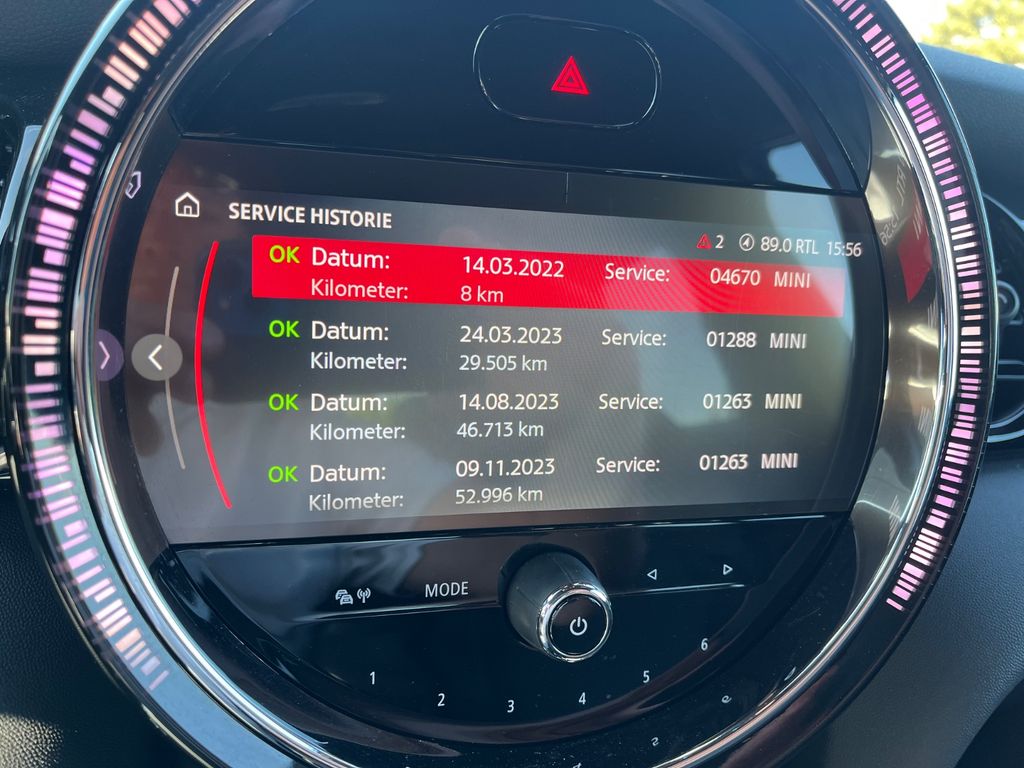 SERVICE HISTORIE
2 89.0 RTL 15:56
OK Datum: 14.03.2022 Service: 04670 MINI
Kilometer: 8 km
OK Datum: 24.03.2023 Service: 01288 MINI
Kilometer: 29.505 km
OK Datum: 14.08.2023 Service: 01263 MINI
Kilometer: 46.713 km
OK Datum: 09.11.2023 Service: 01263 MINI
Kilometer: 52.996 km
MODE
1 2 3 4 5 6